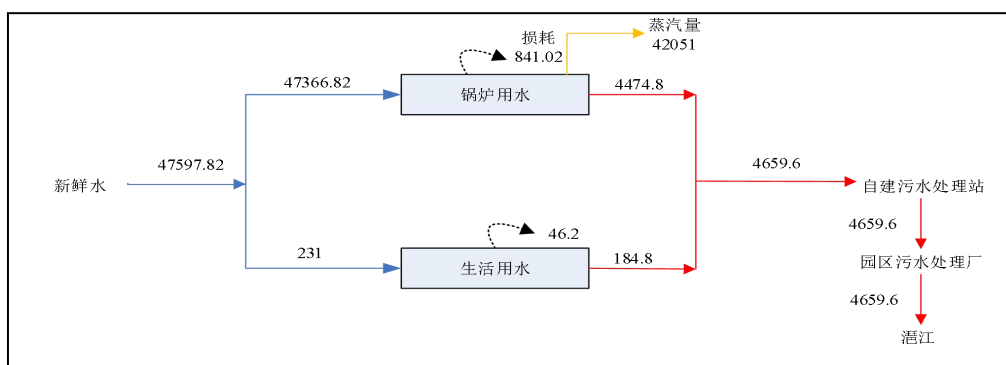 蒸汽量
42051
损耗
841.02
47366.82
锅炉用水
4474.8
47597.82
新鲜水
4659.6
自建污水处理站
4659.6
46.2
231
生活用水
184.8
园区污水处理厂
4659.6
浥江